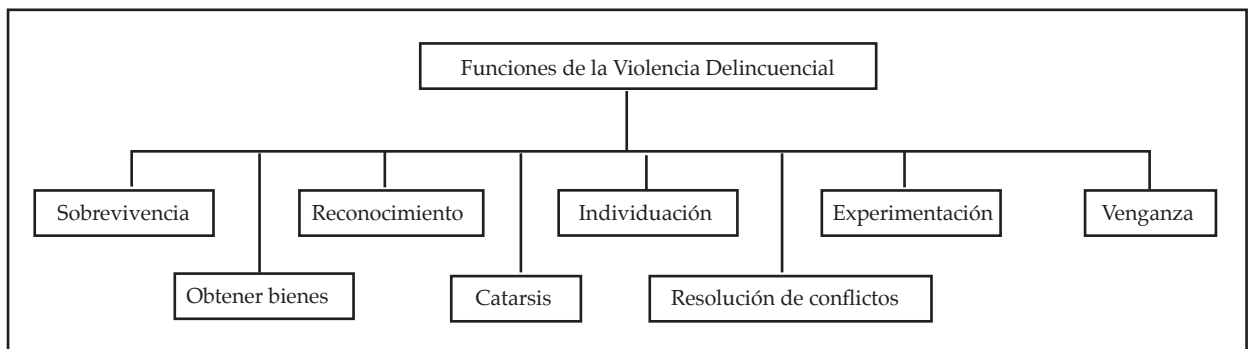 Funciones de la Violencia Delincuencial
Sobrevivencia
Reconocimiento
Individuación
Experimentación
Venganza
Obtener bienes
Catarsis
Resolución de conflictos